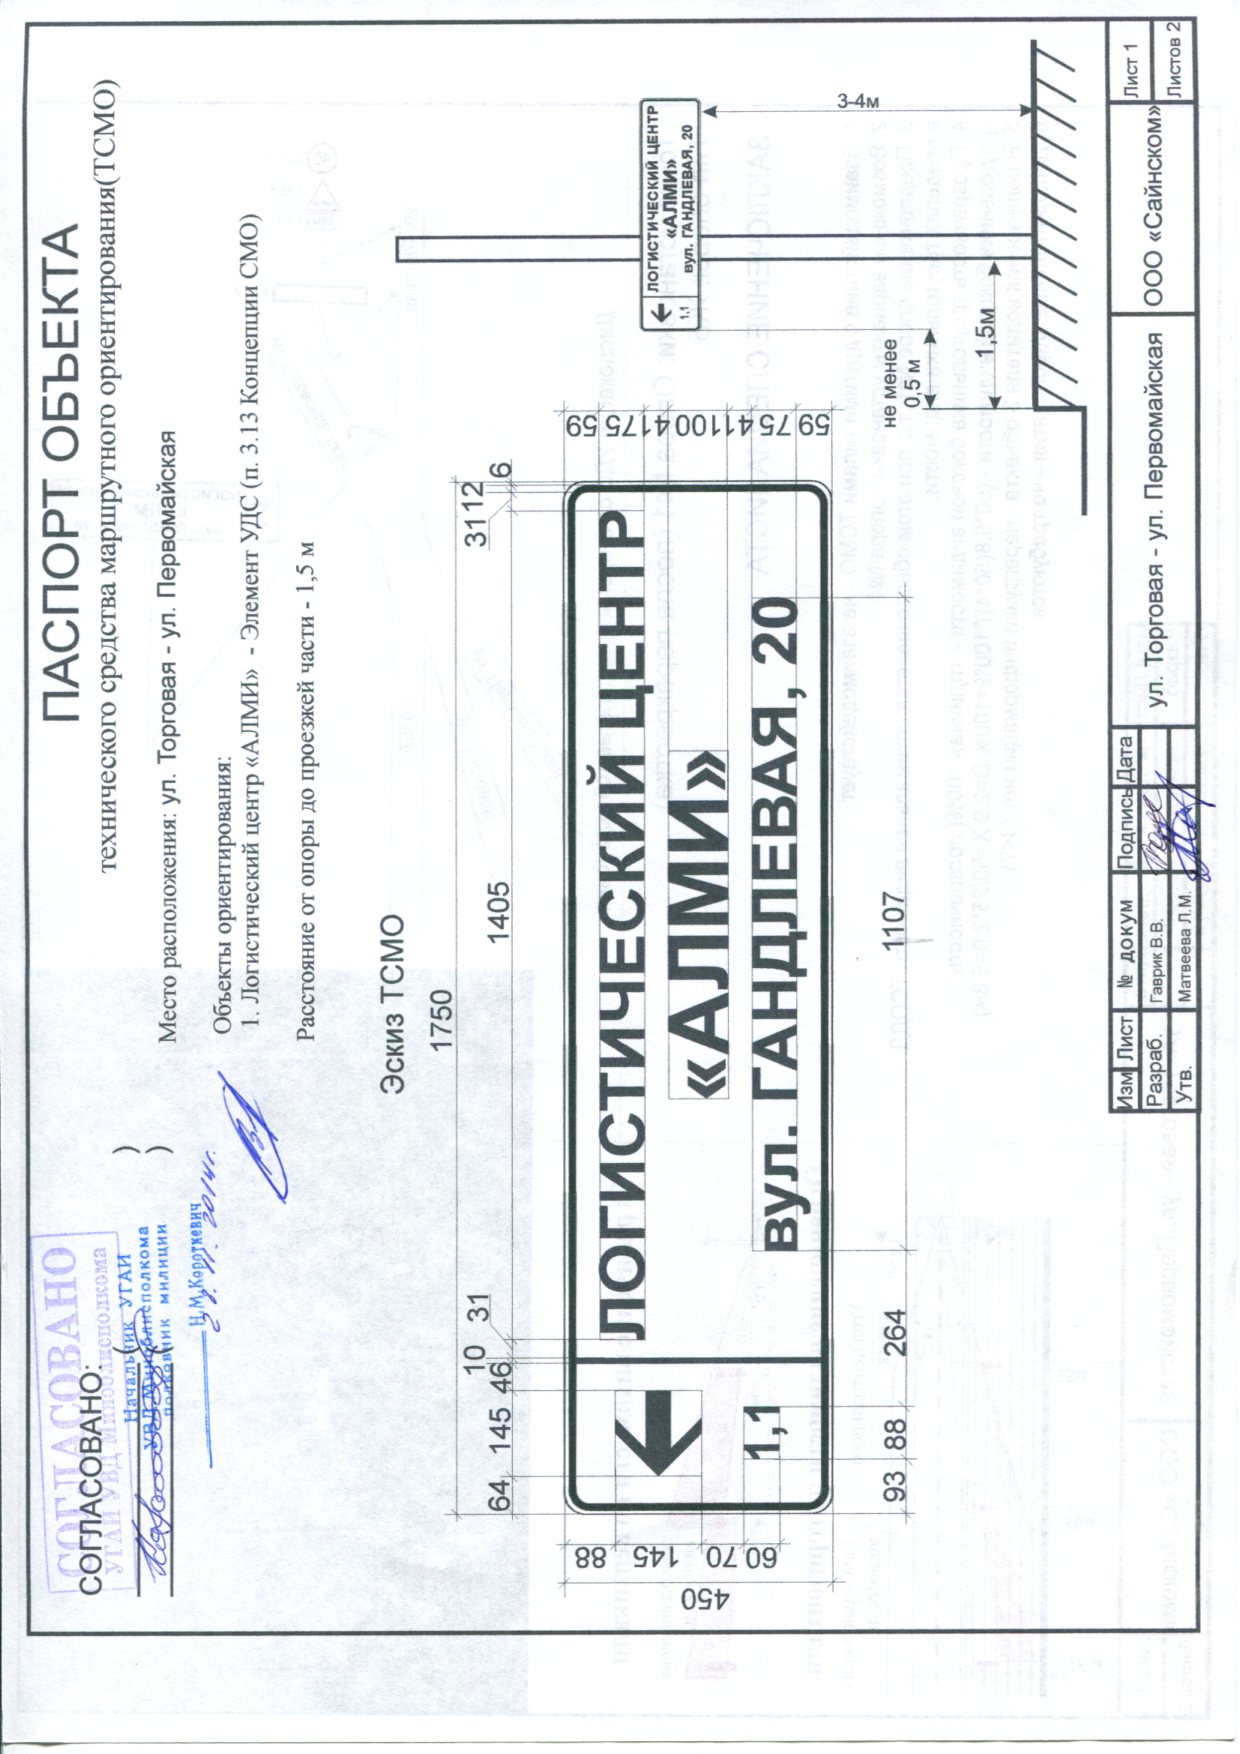 СОГЛАСОВАНО
УГАИ УВД Миноблисполкома
СОГЛАСОВАНО:
( )
Начальник УГАИ
УВД Миноблисполкома
( )
полковник милиции
Н.М.Короткевич
2014г.
ПАСПОРТ ОБЪЕКТА
технического средства маршрутного ориентирования(ТСМО)
Место расположения: ул. Торговая - ул. Первомайская
Объекты ориентирования:
1. Логистический центр «АЛМИ» - Элемент УДС (п. 3.13 Концепции СМО)
Расстояние от опоры до проезжей части - 1,5 м
Эскиз ТСМО
1750
64 145 46 10 31 1405 31 12 6
88 145 70 60 70
450
ЛОГИСТИЧЕСКИЙ ЦЕНТР
«АЛМИ»
вул. ГАНДЛЕВАЯ, 20
1,1
59 75 41 100 41 75 59
93 88 264 1107
ЛОГИСТИЧЕСКИЙ ЦЕНТР
«АЛМИ»
вул. ГАНДЛЕВАЯ, 20
1,1
3-4м
не менее
0,5 м
1,5м
Изм Лист № докум Подпись Дата
Разраб. Гаврик В.В.
Утв. Матвеева Л.М.
ул. Торговая - ул. Первомайская
ООО «Сайнском»
Лист 1
Листов 2